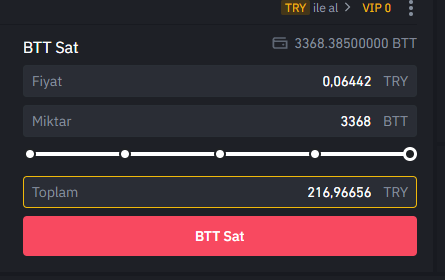 TRY ile al > VIP 0
BTT Sat 3368.38500000 BTT
Fiyat 0,06442 TRY
Miktar 3368 BTT
Toplam 216,96656 TRY
BTT Sat